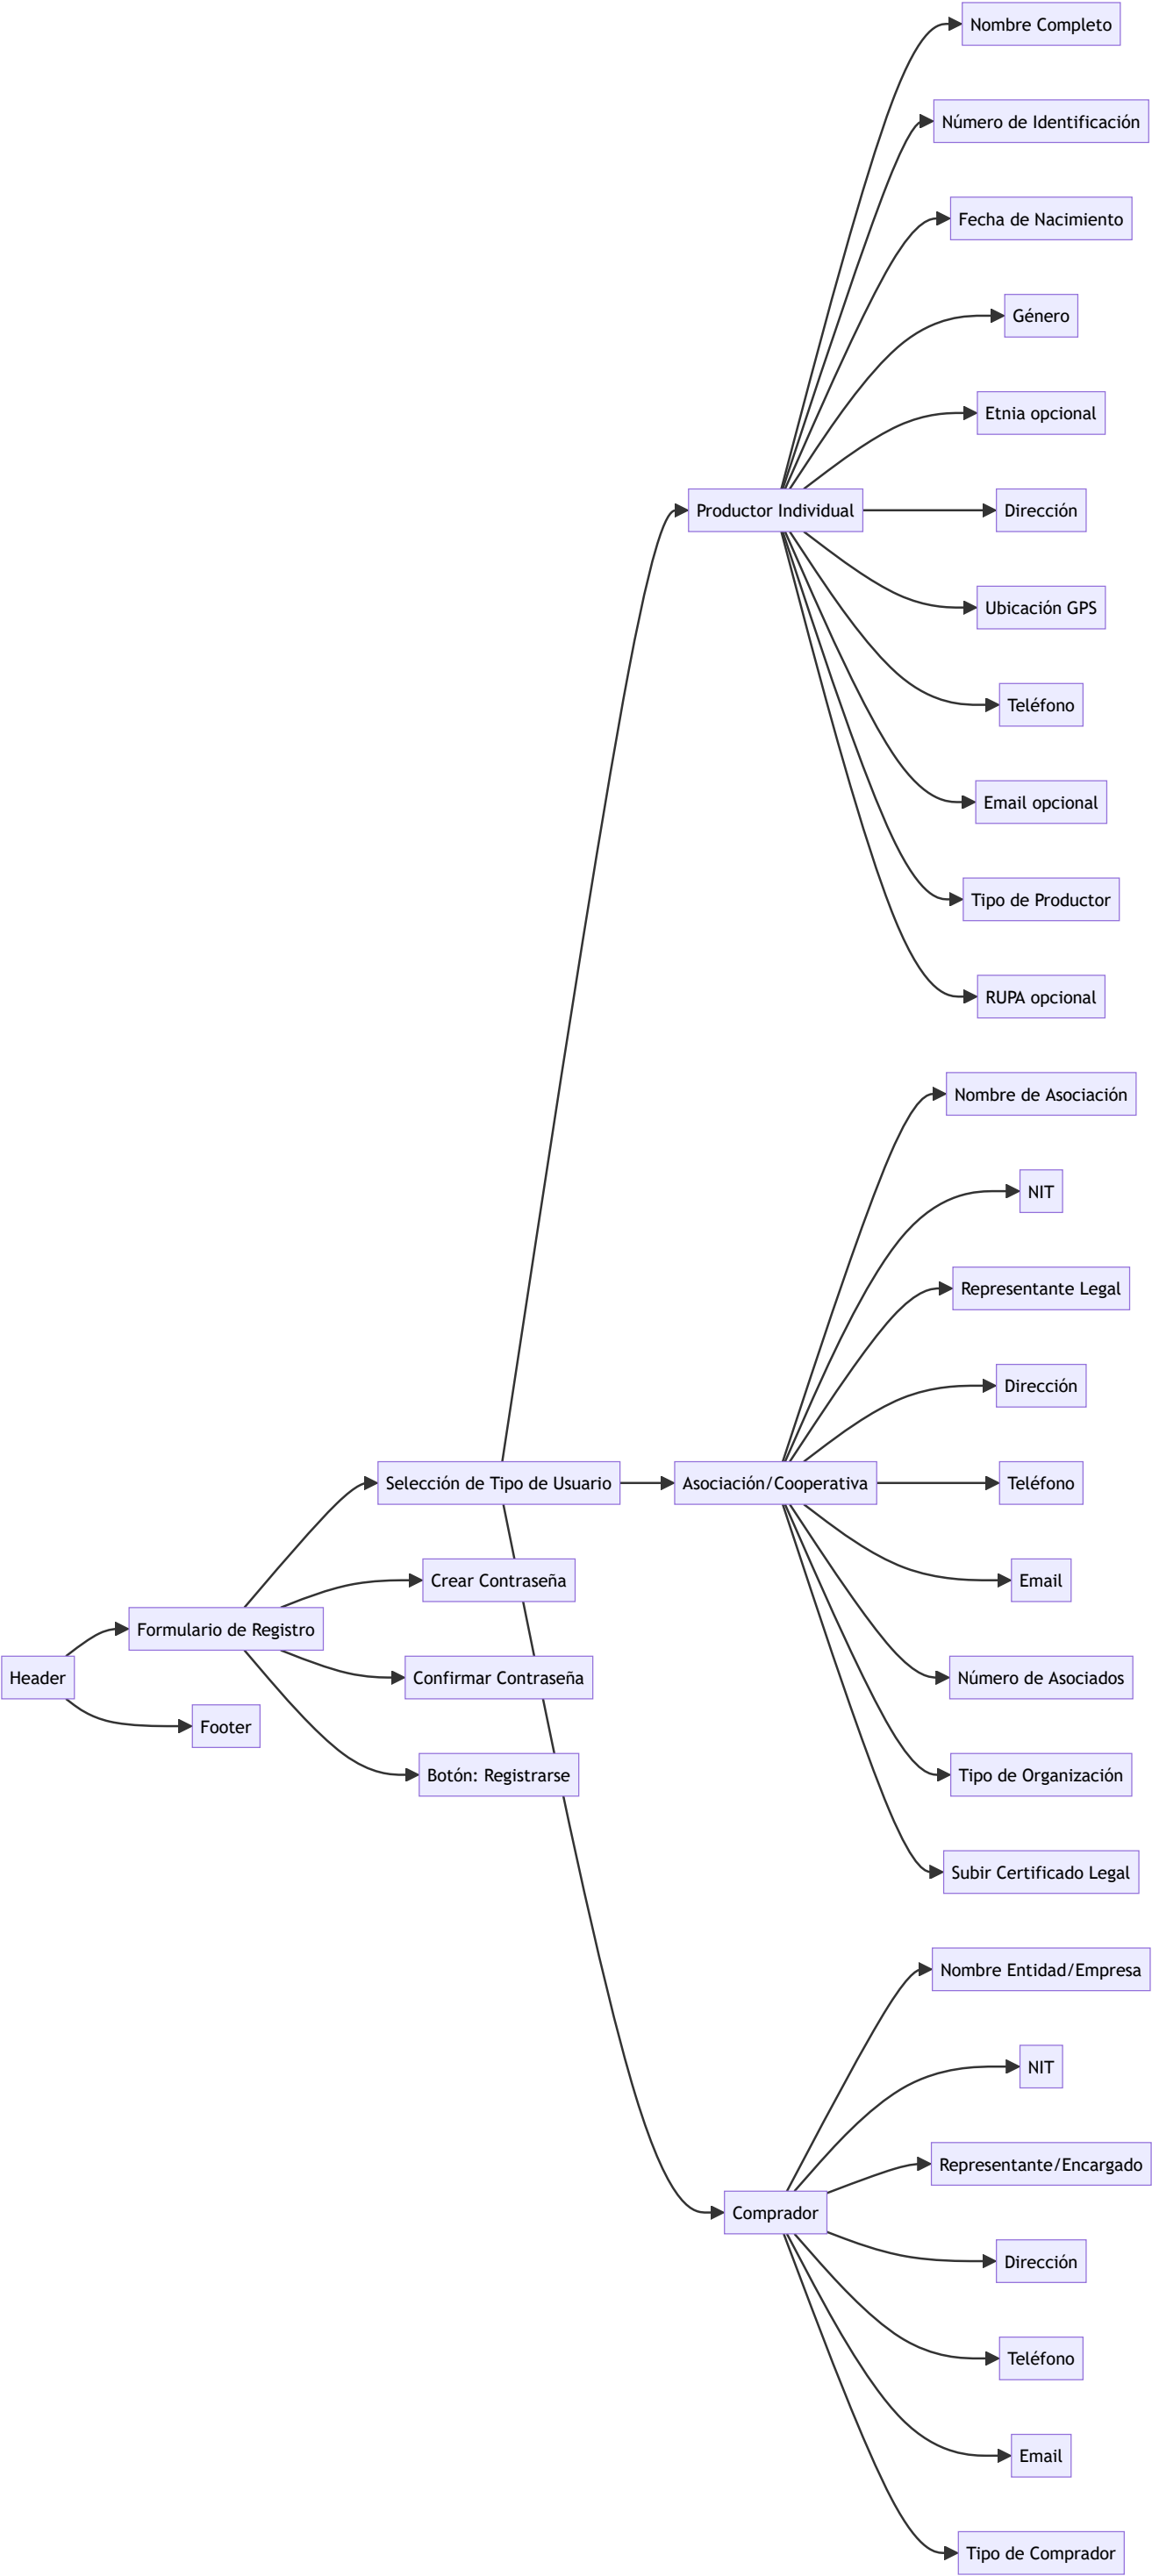 Header
Formulario de Registro
Footer
Selección de Tipo de Usuario
Crear Contraseña
Confirmar Contraseña
Botón: Registrarse
Productor Individual
Nombre Completo
Número de Identificación
Fecha de Nacimiento
Género
Etnia opcional
Dirección
Ubicación GPS
Teléfono
Email opcional
Tipo de Productor
RUPA opcional
Asociación/Cooperativa
Nombre de Asociación
NIT
Representante Legal
Dirección
Teléfono
Email
Número de Asociados
Tipo de Organización
Subir Certificado Legal
Comprador
Nombre Entidad/Empresa
NIT
Representante/Encargado
Dirección
Teléfono
Email
Tipo de Comprador